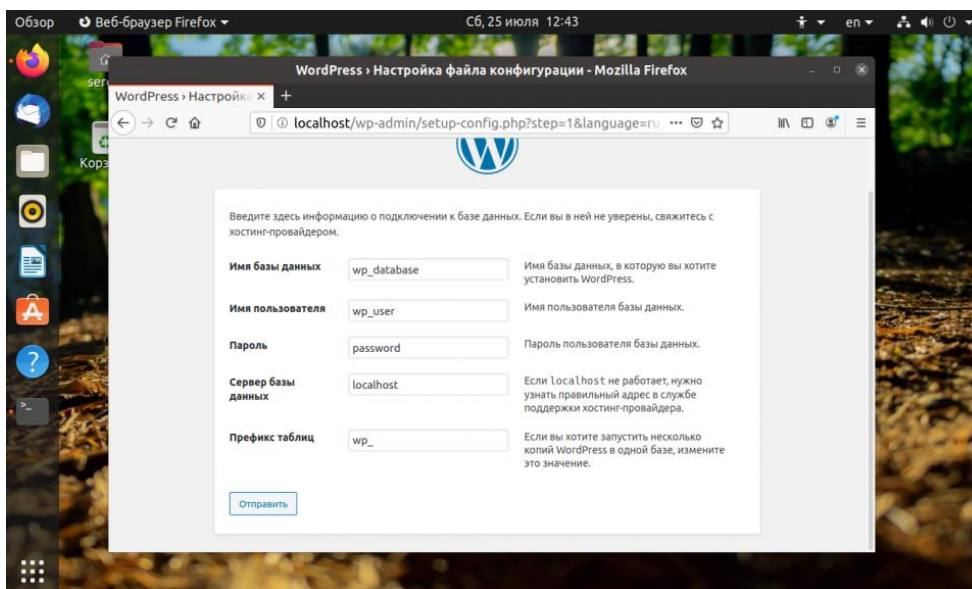 Обзор
Веб-браузер Firefox
Сб, 25 июля 12:43
en
WordPress › Настройка файла конфигурации - Mozilla Firefox
WordPress › Настройка
localhost/wp-admin/setup-config.php?step=1&language=ru
Введите здесь информацию о подключении к базе данных. Если вы в ней не уверены, свяжитесь с
хостинг-провайдером.
Имя базы данных
wp_database
Имя базы данных, в которую вы хотите
установить WordPress.
Имя пользователя
wp_user
Имя пользователя базы данных.
Пароль
password
Пароль пользователя базы данных.
Сервер базы
данных
localhost
Если localhost не работает, нужно
узнать правильный адрес в службе
поддержки хостинг-провайдера.
Префикс таблиц
wp_
Если вы хотите запустить несколько
копий WordPress в одной базе, измените
это значение.
Отправить